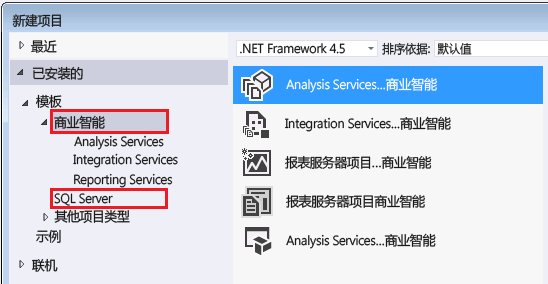 新建项目
最近
.NET Framework 4.5 排序依据: 默认值
已安装的
模板
商业智能
Analysis Services
Integration Services
Reporting Services
SQL Server
其他项目类型
示例
联机
Analysis Services...商业智能
Integration Services...商业智能
报表服务器项目...商业智能
报表服务器项目商业智能
Analysis Services...商业智能